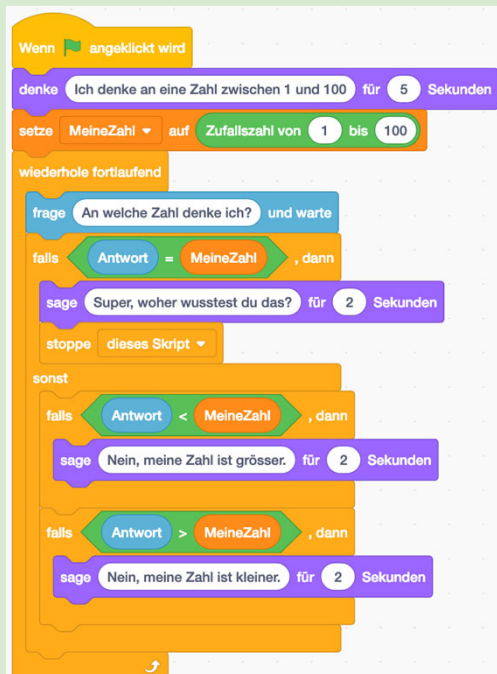 Wenn angeklickt wird
denke Ich denke an eine Zahl zwischen 1 und 100 für 5 Sekunden
setze MeineZahl auf Zufallszahl von 1 bis 100
wiederhole fortlaufend
frage An welche Zahl denke ich? und warte
falls Antwort = MeineZahl , dann
sage Super, woher wusstest du das? für 2 Sekunden
stoppe dieses Skript
sonst
falls Antwort < MeineZahl , dann
sage Nein, meine Zahl ist grösser. für 2 Sekunden
falls Antwort > MeineZahl , dann
sage Nein, meine Zahl ist kleiner. für 2 Sekunden